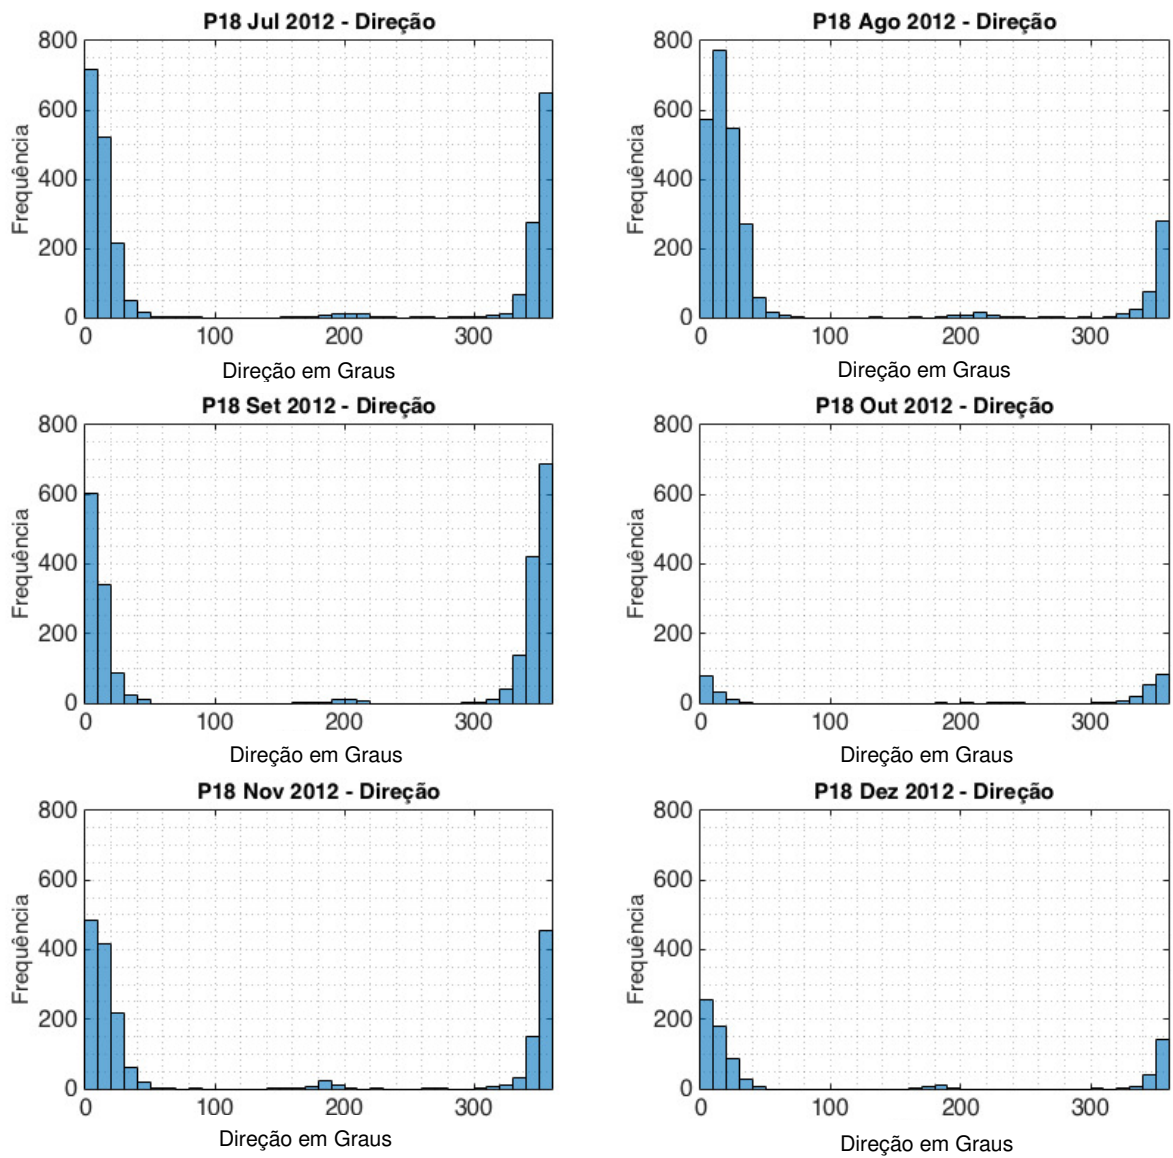 P18 Jul 2012 - Direção
800
600
400
200
0
Frequência
0 100 200 300
Direção em Graus
P18 Ago 2012 - Direção
800
600
400
200
0
Frequência
0 100 200 300
Direção em Graus
P18 Set 2012 - Direção
800
600
400
200
0
Frequência
0 100 200 300
Direção em Graus
P18 Out 2012 - Direção
800
600
400
200
0
Frequência
0 100 200 300
Direção em Graus
P18 Nov 2012 - Direção
800
600
400
200
0
Frequência
0 100 200 300
Direção em Graus
P18 Dez 2012 - Direção
800
600
400
200
0
Frequência
0 100 200 300
Direção em Graus